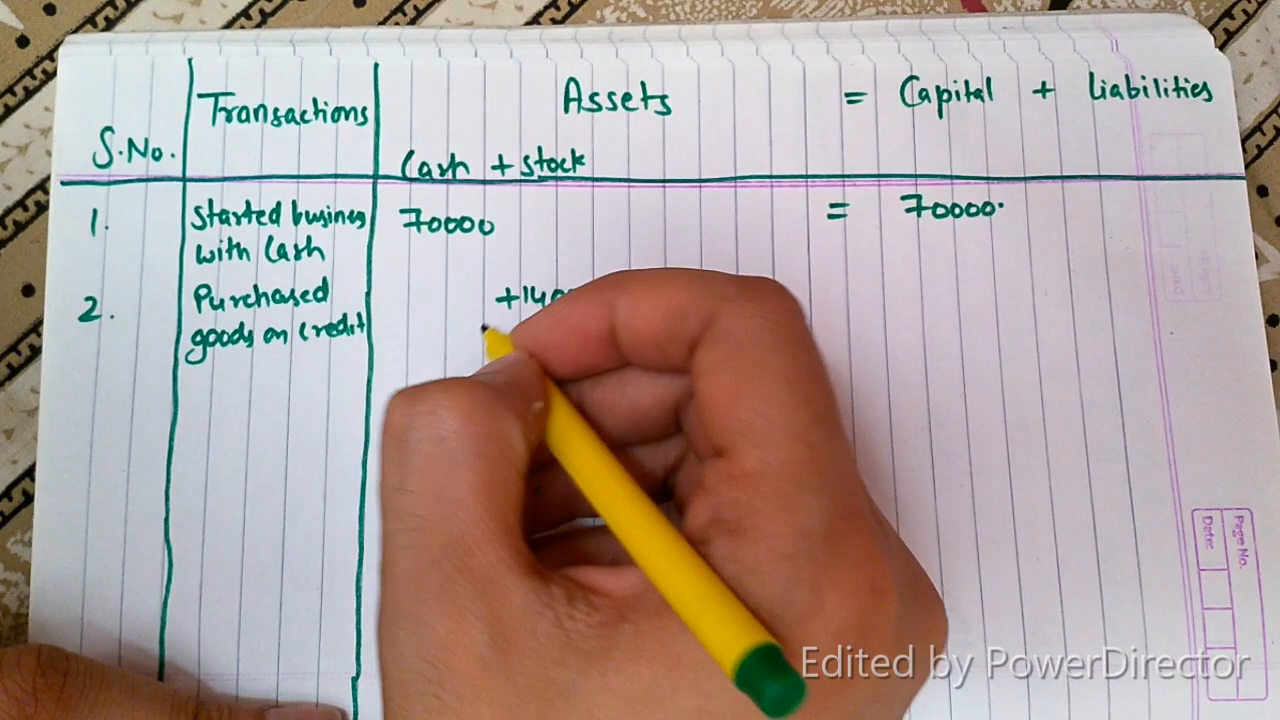 S.No. Transactions Assets = Capital + Liabilities
Cash + Stock
1. Started busines 70000 = 70000.
with Cash
2. Purchased
goods on Credit
Page No.
Date:
Edited by PowerDirector